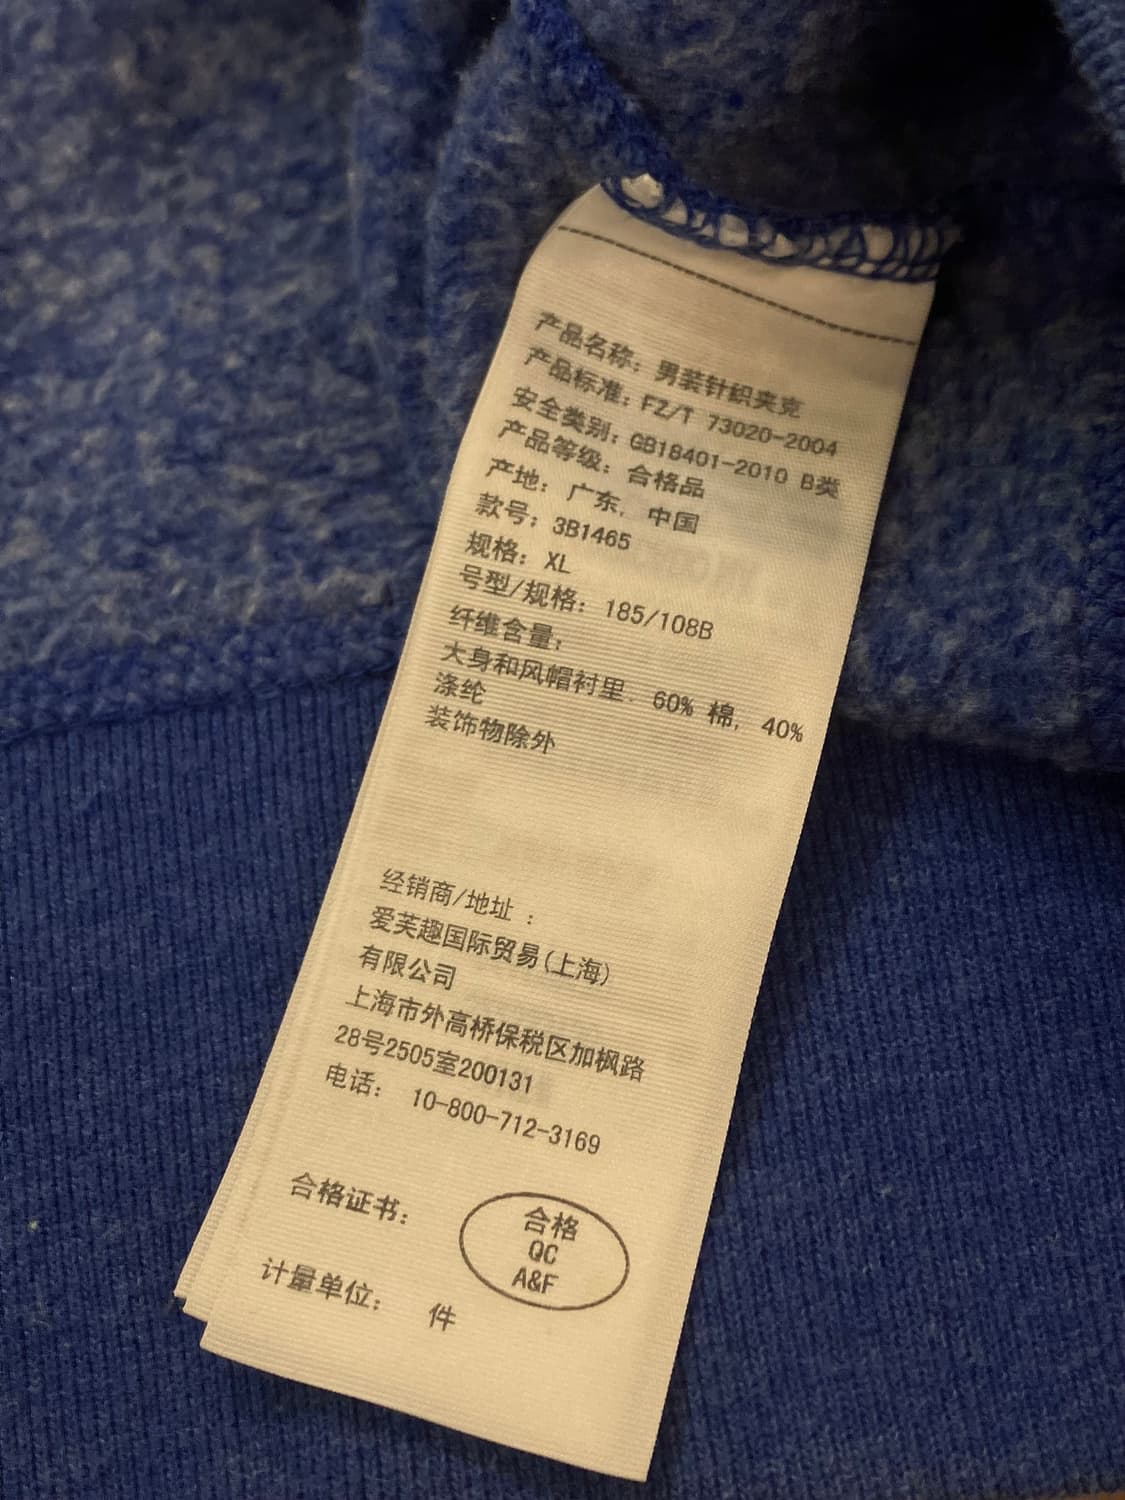 产品名称: 男装针织夹克
产品标准: FZ/T 73020-2004
安全类别: GB18401-2010 B类
产品等级: 合格品
产地: 广东, 中国
款号: 3B1465
规格: XL
号型/规格: 185/108B
纤维含量:
大身和风帽衬里. 60% 棉, 40%
涤纶
装饰物除外
经销商/地址 :
爱芙趣国际贸易(上海)
有限公司
上海市外高桥保税区加枫路
28号2505室200131
电话: 10-800-712-3169
合格证书:
合格
QC
A&F
计量单位: 件